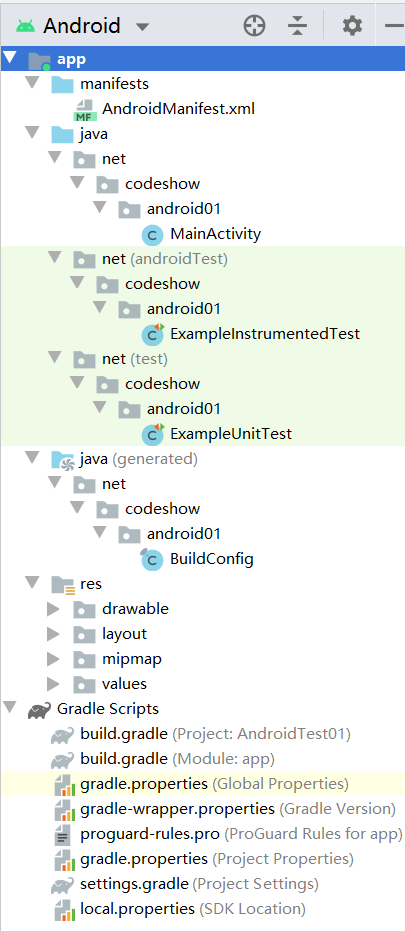 Android
app
manifests
MF AndroidManifest.xml
java
net
codeshow
android01
C MainActivity
net (androidTest)
codeshow
android01
C ExampleInstrumentedTest
net (test)
codeshow
android01
C ExampleUnitTest
java (generated)
net
codeshow
android01
C BuildConfig
res
drawable
layout
mipmap
values
Gradle Scripts
build.gradle (Project: AndroidTest01)
build.gradle (Module: app)
gradle.properties (Global Properties)
gradle-wrapper.properties (Gradle Version)
proguard-rules.pro (ProGuard Rules for app)
gradle.properties (Project Properties)
settings.gradle (Project Settings)
local.properties (SDK Location)